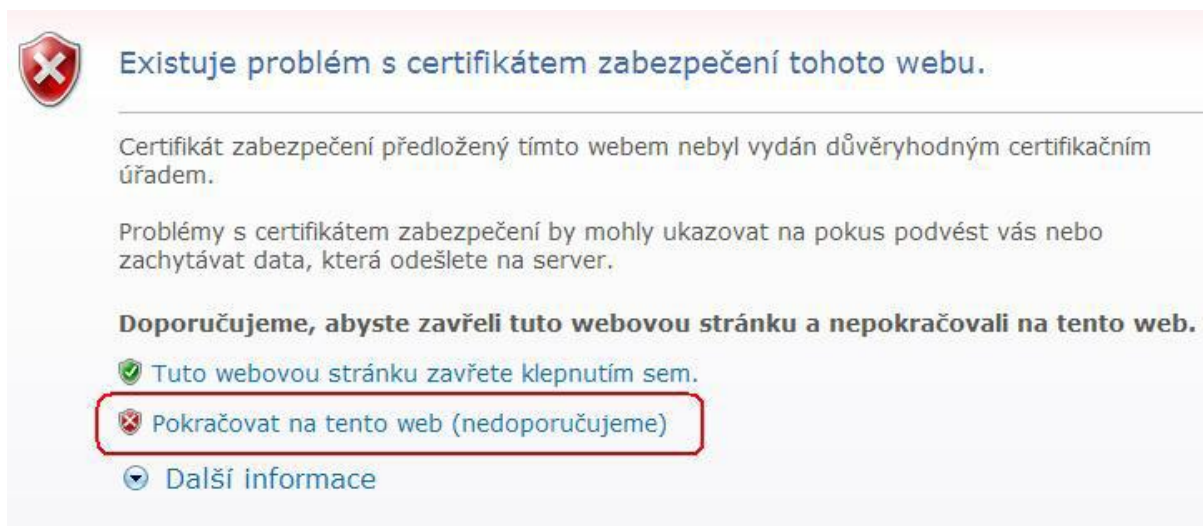 Existuje problém s certifikátem zabezpečení tohoto webu.
Certifikát zabezpečení předložený tímto webem nebyl vydán důvěryhodným certifikačním
úřadem.
Problémy s certifikátem zabezpečení by mohly ukazovat na pokus podvést vás nebo
zachytávat data, která odešlete na server.
Doporučujeme, abyste zavřeli tuto webovou stránku a nepokračovali na tento web.
Tuto webovou stránku zavřete klepnutím sem.
Pokračovat na tento web (nedoporučujeme)
Další informace